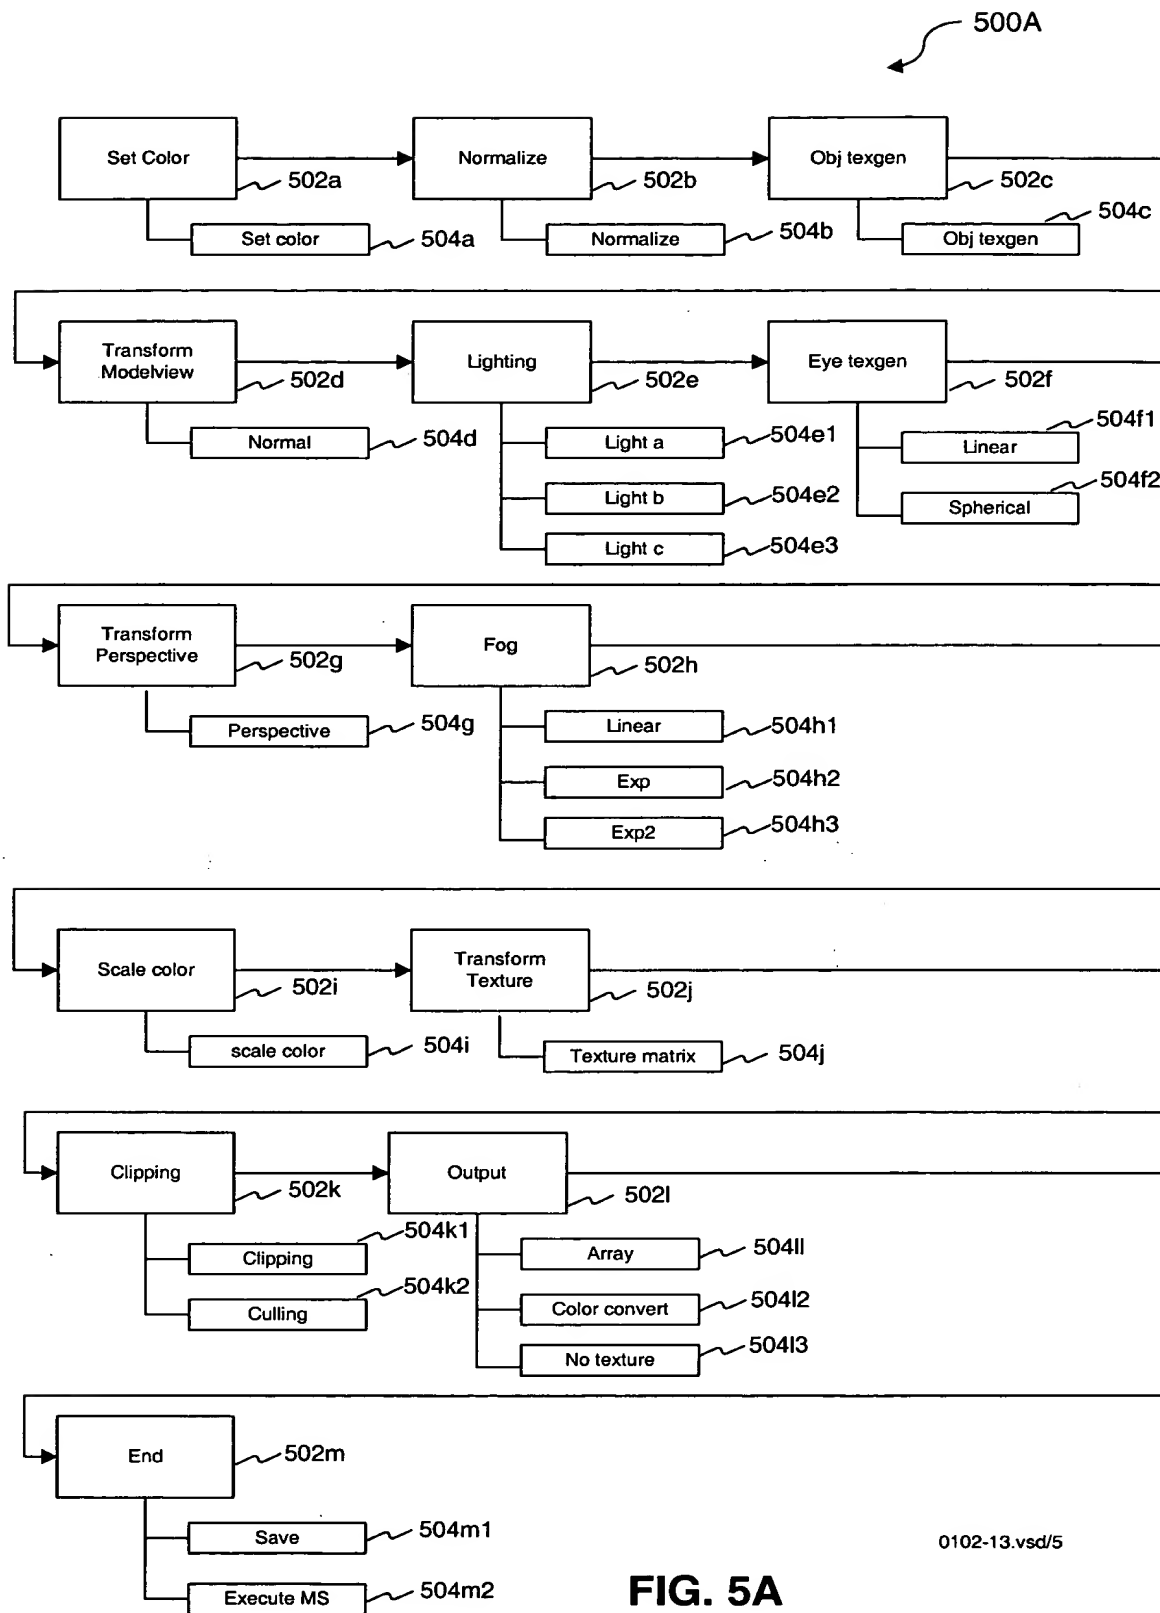 500A
Set Color
502a
Set color
504a
Normalize
502b
Normalize
504b
Obj texgen
502c
504c
Obj texgen
Transform
Modelview
502d
Normal
504d
Lighting
502e
Light a
504e1
Light b
504e2
Light c
504e3
Eye texgen
502f
504f1
Linear
504f2
Spherical
Transform
Perspective
502g
Perspective
504g
Fog
502h
Linear
504h1
Exp
504h2
Exp2
504h3
Scale color
502i
scale color
504i
Transform
Texture
502j
Texture matrix
504j
Clipping
502k
504k1
Clipping
504k2
Culling
Output
502l
Array
504ll
Color convert
504l2
No texture
504l3
End
502m
Save
504m1
Execute MS
504m2
0102-13.vsd/5
FIG. 5A